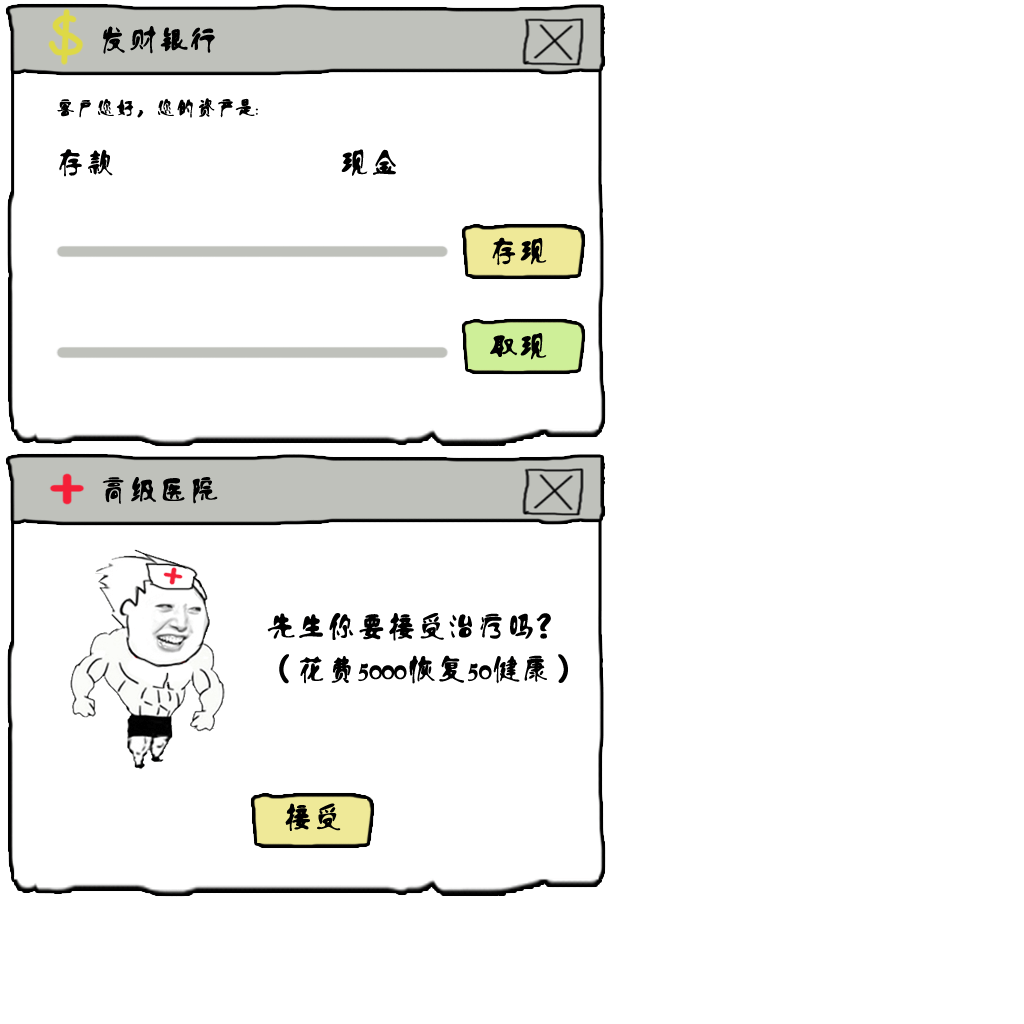 发财银行
客户您好，您的资产是:
存款 现金
存现
取现
高级医院
先生你要接受治疗吗?
（花费5000恢复50健康）
接受